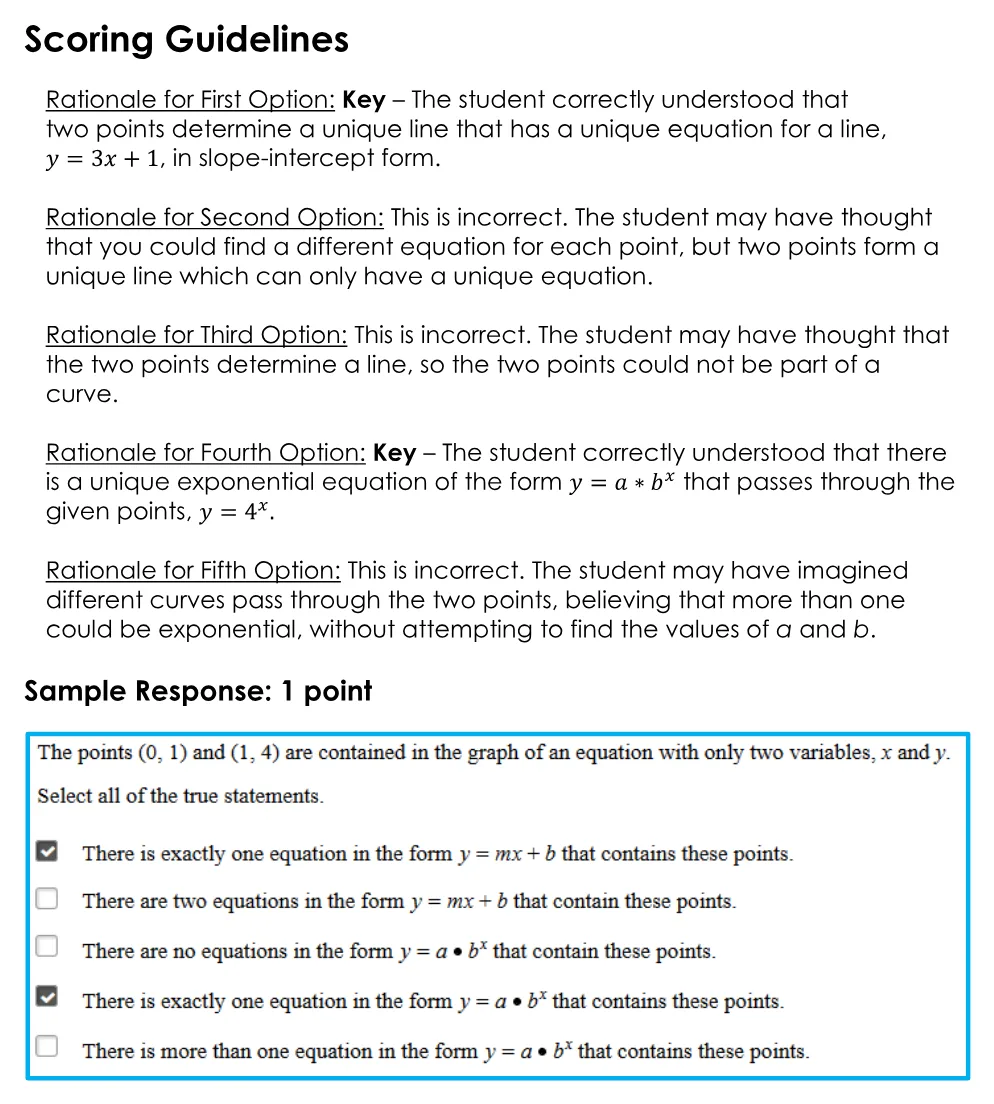 Scoring Guidelines
Rationale for First Option: Key – The student correctly understood that
two points determine a unique line that has a unique equation for a line,
𝑦 = 3𝑥 + 1, in slope-intercept form.
Rationale for Second Option: This is incorrect. The student may have thought
that you could find a different equation for each point, but two points form a
unique line which can only have a unique equation.
Rationale for Third Option: This is incorrect. The student may have thought that
the two points determine a line, so the two points could not be part of a
curve.
Rationale for Fourth Option: Key – The student correctly understood that there
is a unique exponential equation of the form 𝑦 = 𝑎 ∗ 𝑏ˣ that passes through the
given points, 𝑦 = 4ˣ.
Rationale for Fifth Option: This is incorrect. The student may have imagined
different curves pass through the two points, believing that more than one
could be exponential, without attempting to find the values of a and b.
Sample Response: 1 point
The points (0, 1) and (1, 4) are contained in the graph of an equation with only two variables, x and y.
Select all of the true statements.
There is exactly one equation in the form y = mx + b that contains these points.
There are two equations in the form y = mx + b that contain these points.
There are no equations in the form y = a • bˣ that contain these points.
There is exactly one equation in the form y = a • bˣ that contains these points.
There is more than one equation in the form y = a • bˣ that contains these points.